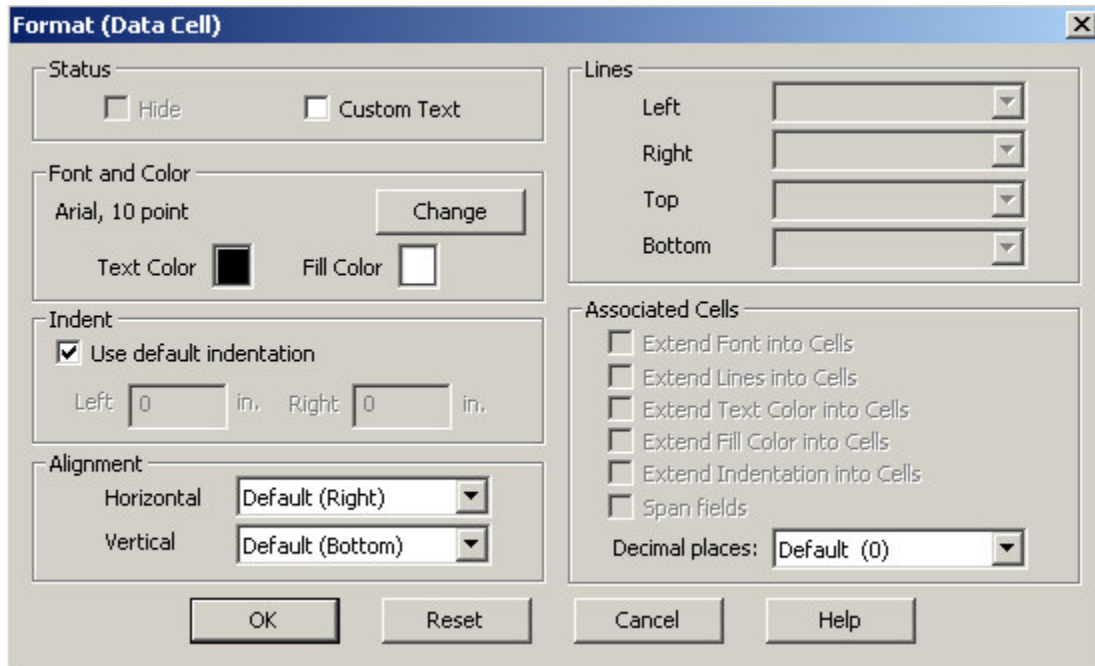 Format (Data Cell)
Status
Hide Custom Text
Font and Color
Arial, 10 point Change
Text Color Fill Color
Indent
Use default indentation
Left 0 in. Right 0 in.
Alignment
Horizontal Default (Right)
Vertical Default (Bottom)
Lines
Left
Right
Top
Bottom
Associated Cells
Extend Font into Cells
Extend Lines into Cells
Extend Text Color into Cells
Extend Fill Color into Cells
Extend Indentation into Cells
Span fields
Decimal places: Default (0)
OK Reset Cancel Help